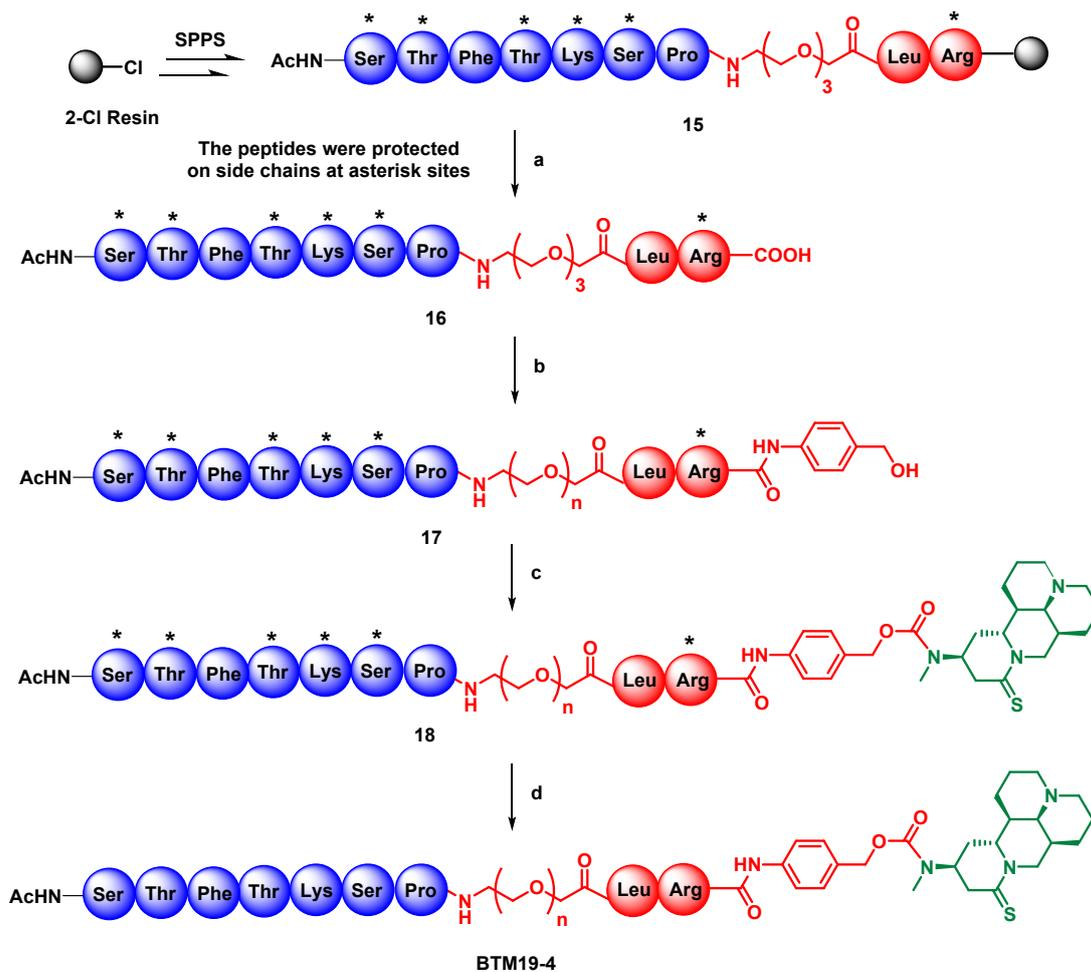 * * * * * *
SPPS
Cl
AcHN Ser Thr Phe Thr Lys Ser Pro N H O 3 O Leu Arg
2-Cl Resin
15
The peptides were protected
on side chains at asterisk sites
a
* * * * * *
AcHN Ser Thr Phe Thr Lys Ser Pro N H O 3 O Leu Arg COOH
16
b
* * * * * *
AcHN Ser Thr Phe Thr Lys Ser Pro N H O n O Leu Arg O HN OH
17
c
* * * * * *
AcHN Ser Thr Phe Thr Lys Ser Pro N H O n O Leu Arg O HN O O N N S N
18
d
AcHN Ser Thr Phe Thr Lys Ser Pro N H O n O Leu Arg O HN O O N N S N
BTM19-4